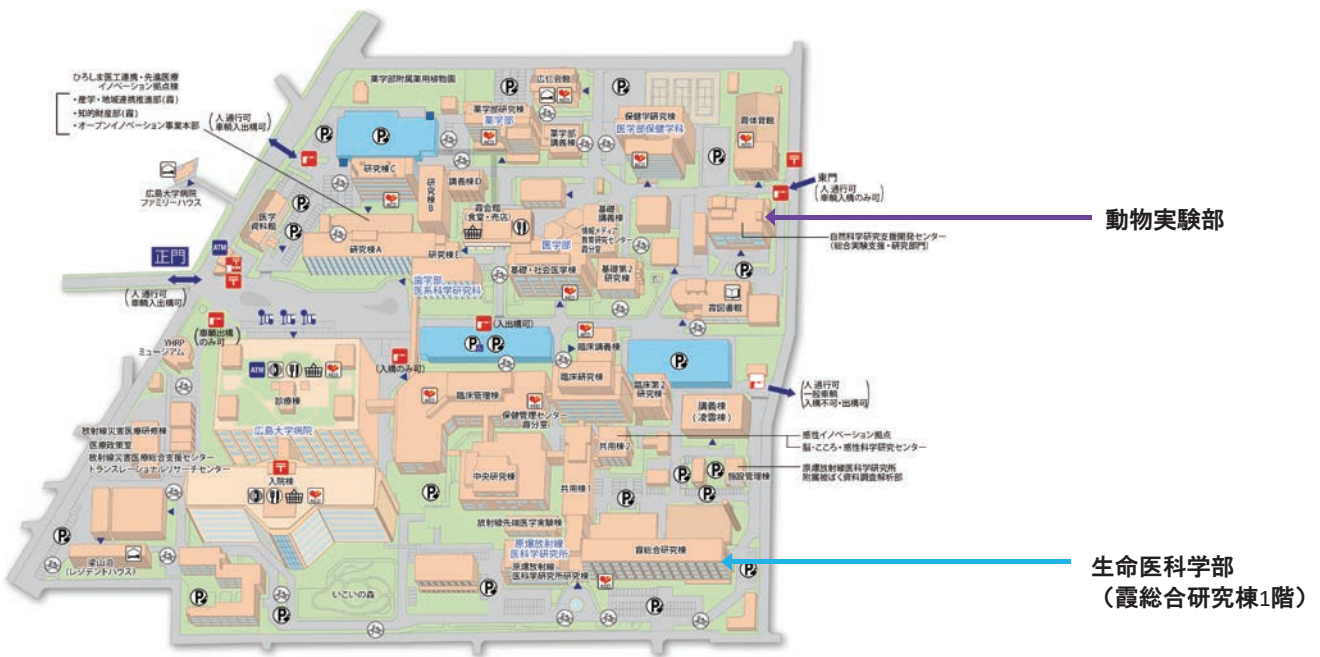 ひろしま医工連携・先進医療
イノベーション拠点棟
・産学・地域連携推進部(霞)
・知的財産部(霞)
・オープンイノベーション事業本部
(人通行可
車輌入出構可)
薬学部附属薬用植物園
広仁会館
薬学部研究棟
薬学部
薬学部
講義棟
保健学研究棟
医学部保健学科
霞体育館
東門
(人通行可
車輌入構のみ可)
動物実験部
自然科学研究支援開発センター
(総合実験支援・研究部門)
広島大学病院
ファミリーハウス
医学
資料館
研究棟C
研究棟B
講義棟D
霞会館
(食堂・売店)
基礎
講義棟
情報メディア
教育研究センター
霞分室
医学部
研究棟A
研究棟E
基礎・社会医学棟
基礎第2
研究棟
歯学部
医系科学研究科
霞図書館
正門
ATM
(人通行可
車輌入出構可)
(車輌出構
のみ可)
(入出構可)
(入構のみ可)
YHRP
ミュージアム
ATM
診療棟
広島大学病院
臨床講義棟
臨床研究棟
臨床第2
研究棟
臨床管理棟
保健管理センター
霞分室
講義棟
(凌雲棟)
(人通行可
一般車輌
入構不可・出構可)
放射線災害医療研修棟
医療政策室
放射線災害医療総合支援センター
トランスレーショナルリサーチセンター
入院棟
中央研究棟
共用棟2
共用棟1
感性イノベーション拠点
脳・こころ・感性科学研究センター
施設管理棟
原爆放射線医科学研究所
附属被ばく資料調査解析部
放射線先端医学実験棟
原爆放射線
医科学研究所
原爆放射線
医科学研究所研究棟
霞総合研究棟
生命医科学部
(霞総合研究棟1階)
梁山泊
(レジデントハウス)
いこいの森